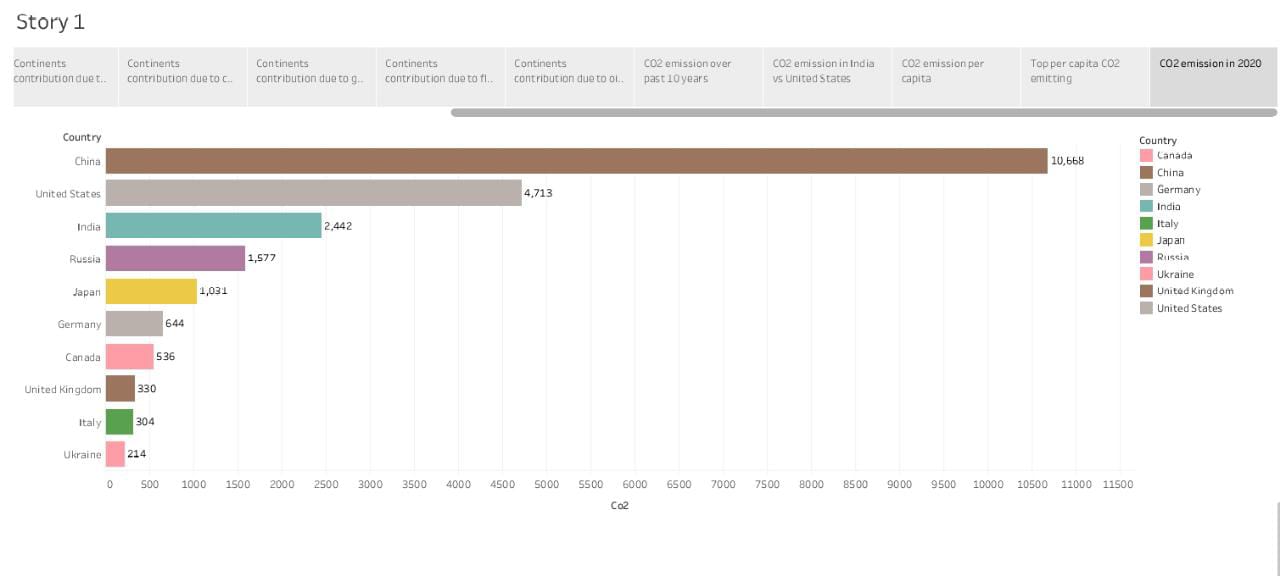 Story 1
Continents
contribution due t..
Continents
contribution due to c..
Continents
contribution due to g..
Continents
contribution due to fl..
Continents
contribution due to oi..
CO2 emission over
past 10 years
CO2 emission in India
vs United States
CO2 emission per
capita
Top per capita CO2
emitting
CO2 emission in 2020
Country
China 10,668
United States 4,713
India 2,442
Russia 1,577
Japan 1,031
Germany 644
Canada 536
United Kingdom 330
Italy 304
Ukraine 214
0 500 1000 1500 2000 2500 3000 3500 4000 4500 5000 5500 6000 6500 7000 7500 8000 8500 9000 9500 10000 10500 11000 11500
Co2
Country
Canada
China
Germany
India
Italy
Japan
Russia
Ukraine
United Kingdom
United States